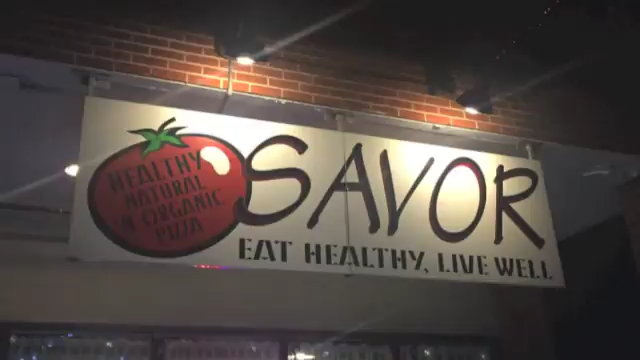 HEALTHY
NATURAL
N' ORGANIC
PIZZA
SAVOR
EAT HEALTHY, LIVE WELL